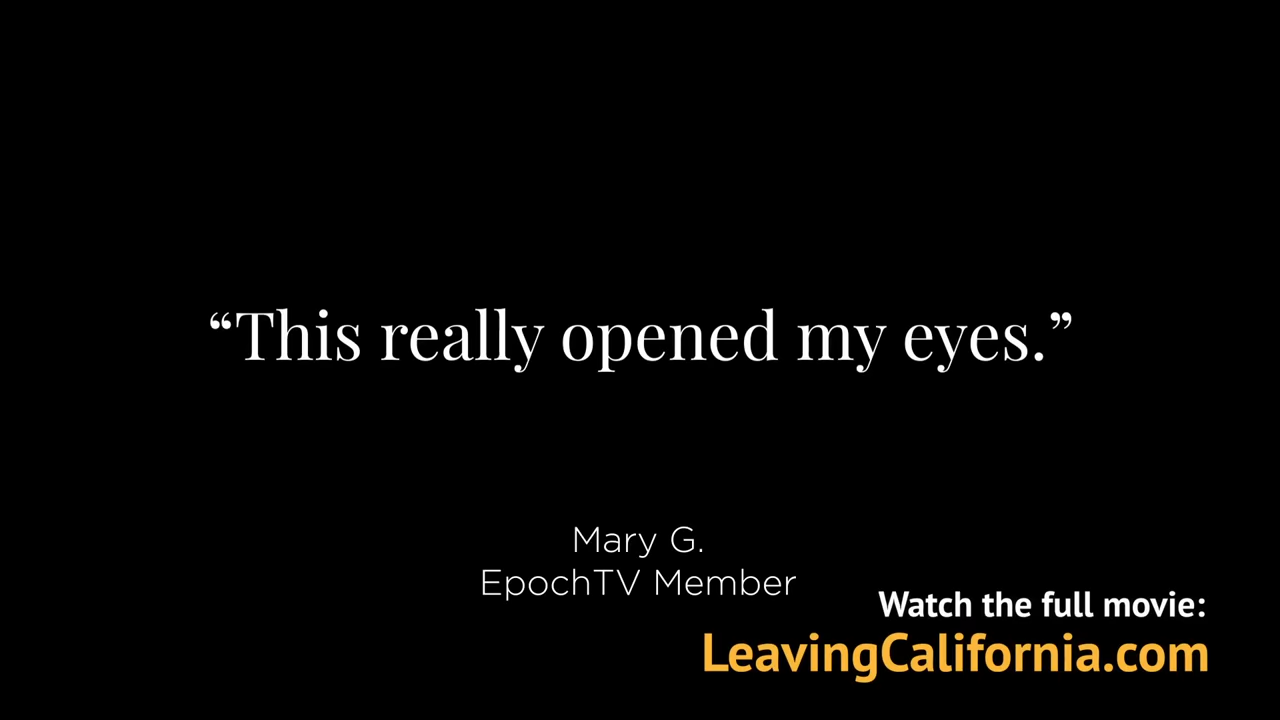 “This really opened my eyes.”
Mary G.
EpochTV Member
Watch the full movie:
LeavingCalifornia.com